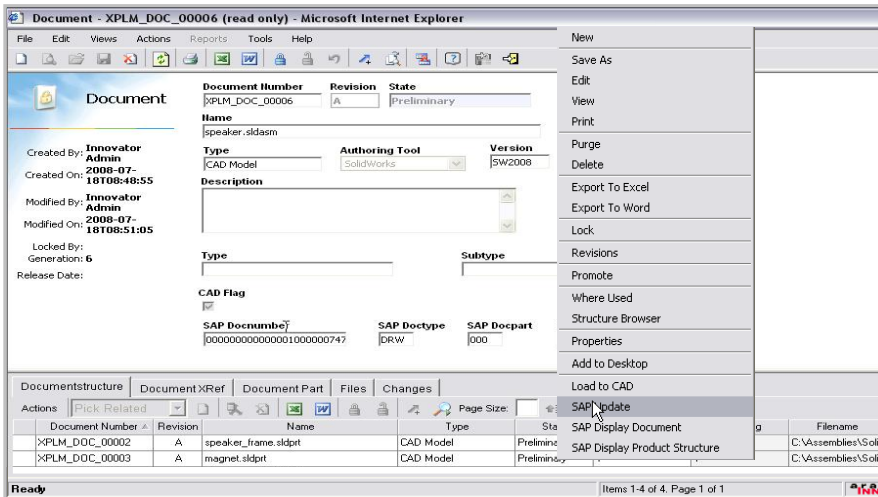 Document - XPLM_DOC_00006 (read only) - Microsoft Internet Explorer
File Edit Views Actions Reports Tools Help
Document
Document Number Revision State
XPLM_DOC_00006 A Preliminary
Name
speaker.sldasm
Type Authoring Tool Version
CAD Model SolidWorks SW2008
Description
Created By: Innovator Admin
Created On: 2008-07-18T08:48:55
Modified By: Innovator Admin
Modified On: 2008-07-18T08:51:05
Locked By:
Generation: 6
Release Date:
Type Subtype
CAD Flag
SAP Docnumber SAP Doctype SAP Docpart
DRW 000
New
Save As
Edit
View
Print
Purge
Delete
Export To Excel
Export To Word
Lock
Revisions
Promote
Where Used
Structure Browser
Properties
Add to Desktop
Load to CAD
SAP Update
SAP Display Document
SAP Display Product Structure
Documentstructure Document XRef Document Part Files Changes
Actions Pick Related Page Size:
Document Number Revision Name Type Sta g Filename
XPLM_DOC_00002 A speaker_frame.sldprt CAD Model Prelimina C:\Assemblies\Soli
XPLM_DOC_00003 A magnet.sldprt CAD Model Prelimina C:\Assemblies\Soli
Ready Items 1-4 of 4. Page 1 of 1